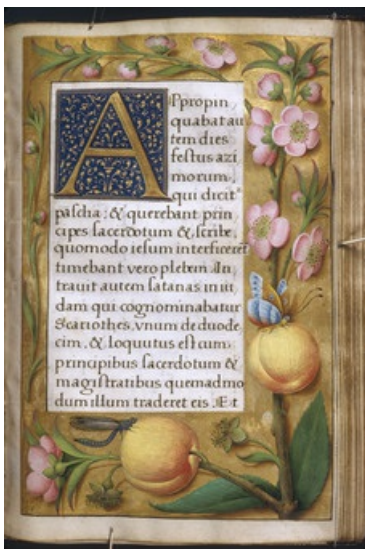 APpropin
quabat au
tem dies
festus azi
morum,
qui dicit᷒
pascha: & querebant prin
cipes sacerdotum & scribe,
quomodo iesum interficerēt
timebant vero plebem. In
travit autem satanas in iu
dam qui cognominabatur
Scariothes, vnum de duode
cim. & loquutus est cum
principibus sacerdotum &
magistratibus quemadmo
dum illum traderet eis. Et